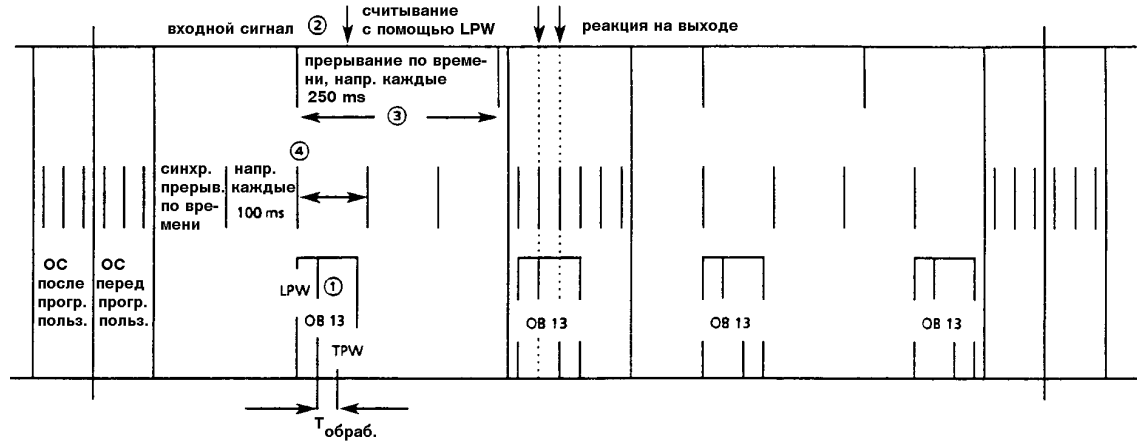 входной сигнал ②
считывание
с помощью LPW
реакция на выходе
прерывание по време-
ни, напр. каждые
250 ms
③
④
синхр.
прерыв.
по вре-
мени
напр.
каждые
100 ms
ОС
после
прогр.
польз.
ОС
перед
прогр.
польз.
LPW
①
OB 13
TPW
OB 13
OB 13
OB 13
Tобраб.